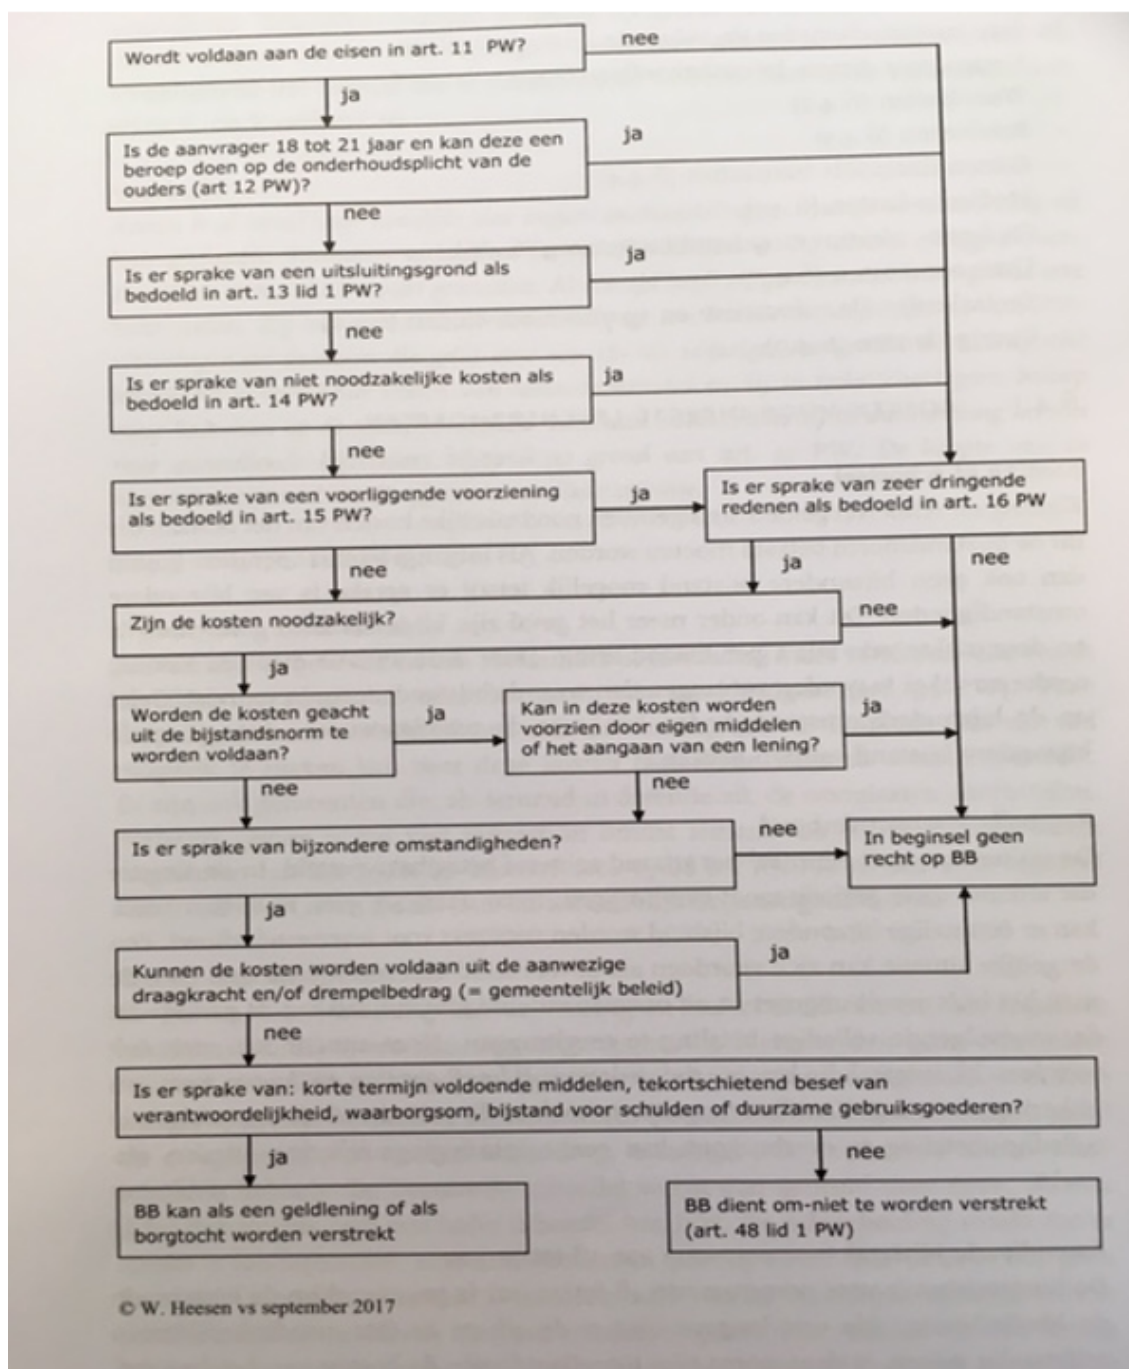 Wordt voldaan aan de eisen in art. 11 PW?
nee
ja
Is de aanvrager 18 tot 21 jaar en kan deze een
beroep doen op de onderhoudsplicht van de
ouders (art 12 PW)?
ja
nee
Is er sprake van een uitsluitingsgrond als
bedoeld in art. 13 lid 1 PW?
ja
nee
Is er sprake van niet noodzakelijke kosten als
bedoeld in art. 14 PW?
ja
nee
Is er sprake van een voorliggende voorziening
als bedoeld in art. 15 PW?
ja
Is er sprake van zeer dringende
redenen als bedoeld in art. 16 PW
nee
ja
nee
Zijn de kosten noodzakelijk?
nee
ja
Worden de kosten geacht
uit de bijstandsnorm te
worden voldaan?
ja
Kan in deze kosten worden
voorzien door eigen middelen
of het aangaan van een lening?
ja
nee
nee
Is er sprake van bijzondere omstandigheden?
nee
In beginsel geen
recht op BB
ja
Kunnen de kosten worden voldaan uit de aanwezige
draagkracht en/of drempelbedrag (= gemeentelijk beleid)
ja
nee
Is er sprake van: korte termijn voldoende middelen, tekortschietend besef van
verantwoordelijkheid, waarborgsom, bijstand voor schulden of duurzame gebruiksgoederen?
ja
nee
BB kan als een geldlening of als
borgtocht worden verstrekt
BB dient om-niet te worden verstrekt
(art. 48 lid 1 PW)
© W. Heesen vs september 2017